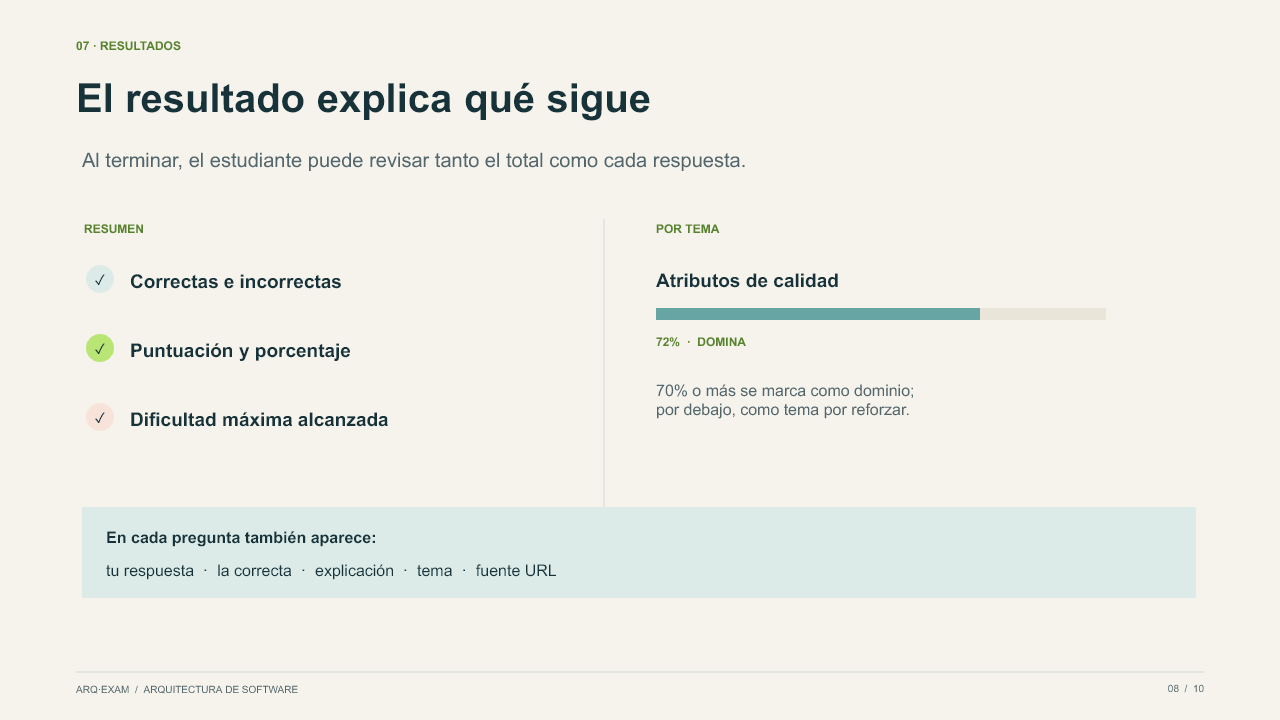 07 · RESULTADOS
El resultado explica qué sigue
Al terminar, el estudiante puede revisar tanto el total como cada respuesta.
RESUMEN
✓ Correctas e incorrectas
✓ Puntuación y porcentaje
✓ Dificultad máxima alcanzada
POR TEMA
Atributos de calidad
72% · DOMINA
70% o más se marca como dominio;
por debajo, como tema por reforzar.
En cada pregunta también aparece:
tu respuesta · la correcta · explicación · tema · fuente URL
ARQ·EXAM / ARQUITECTURA DE SOFTWARE
08 / 10